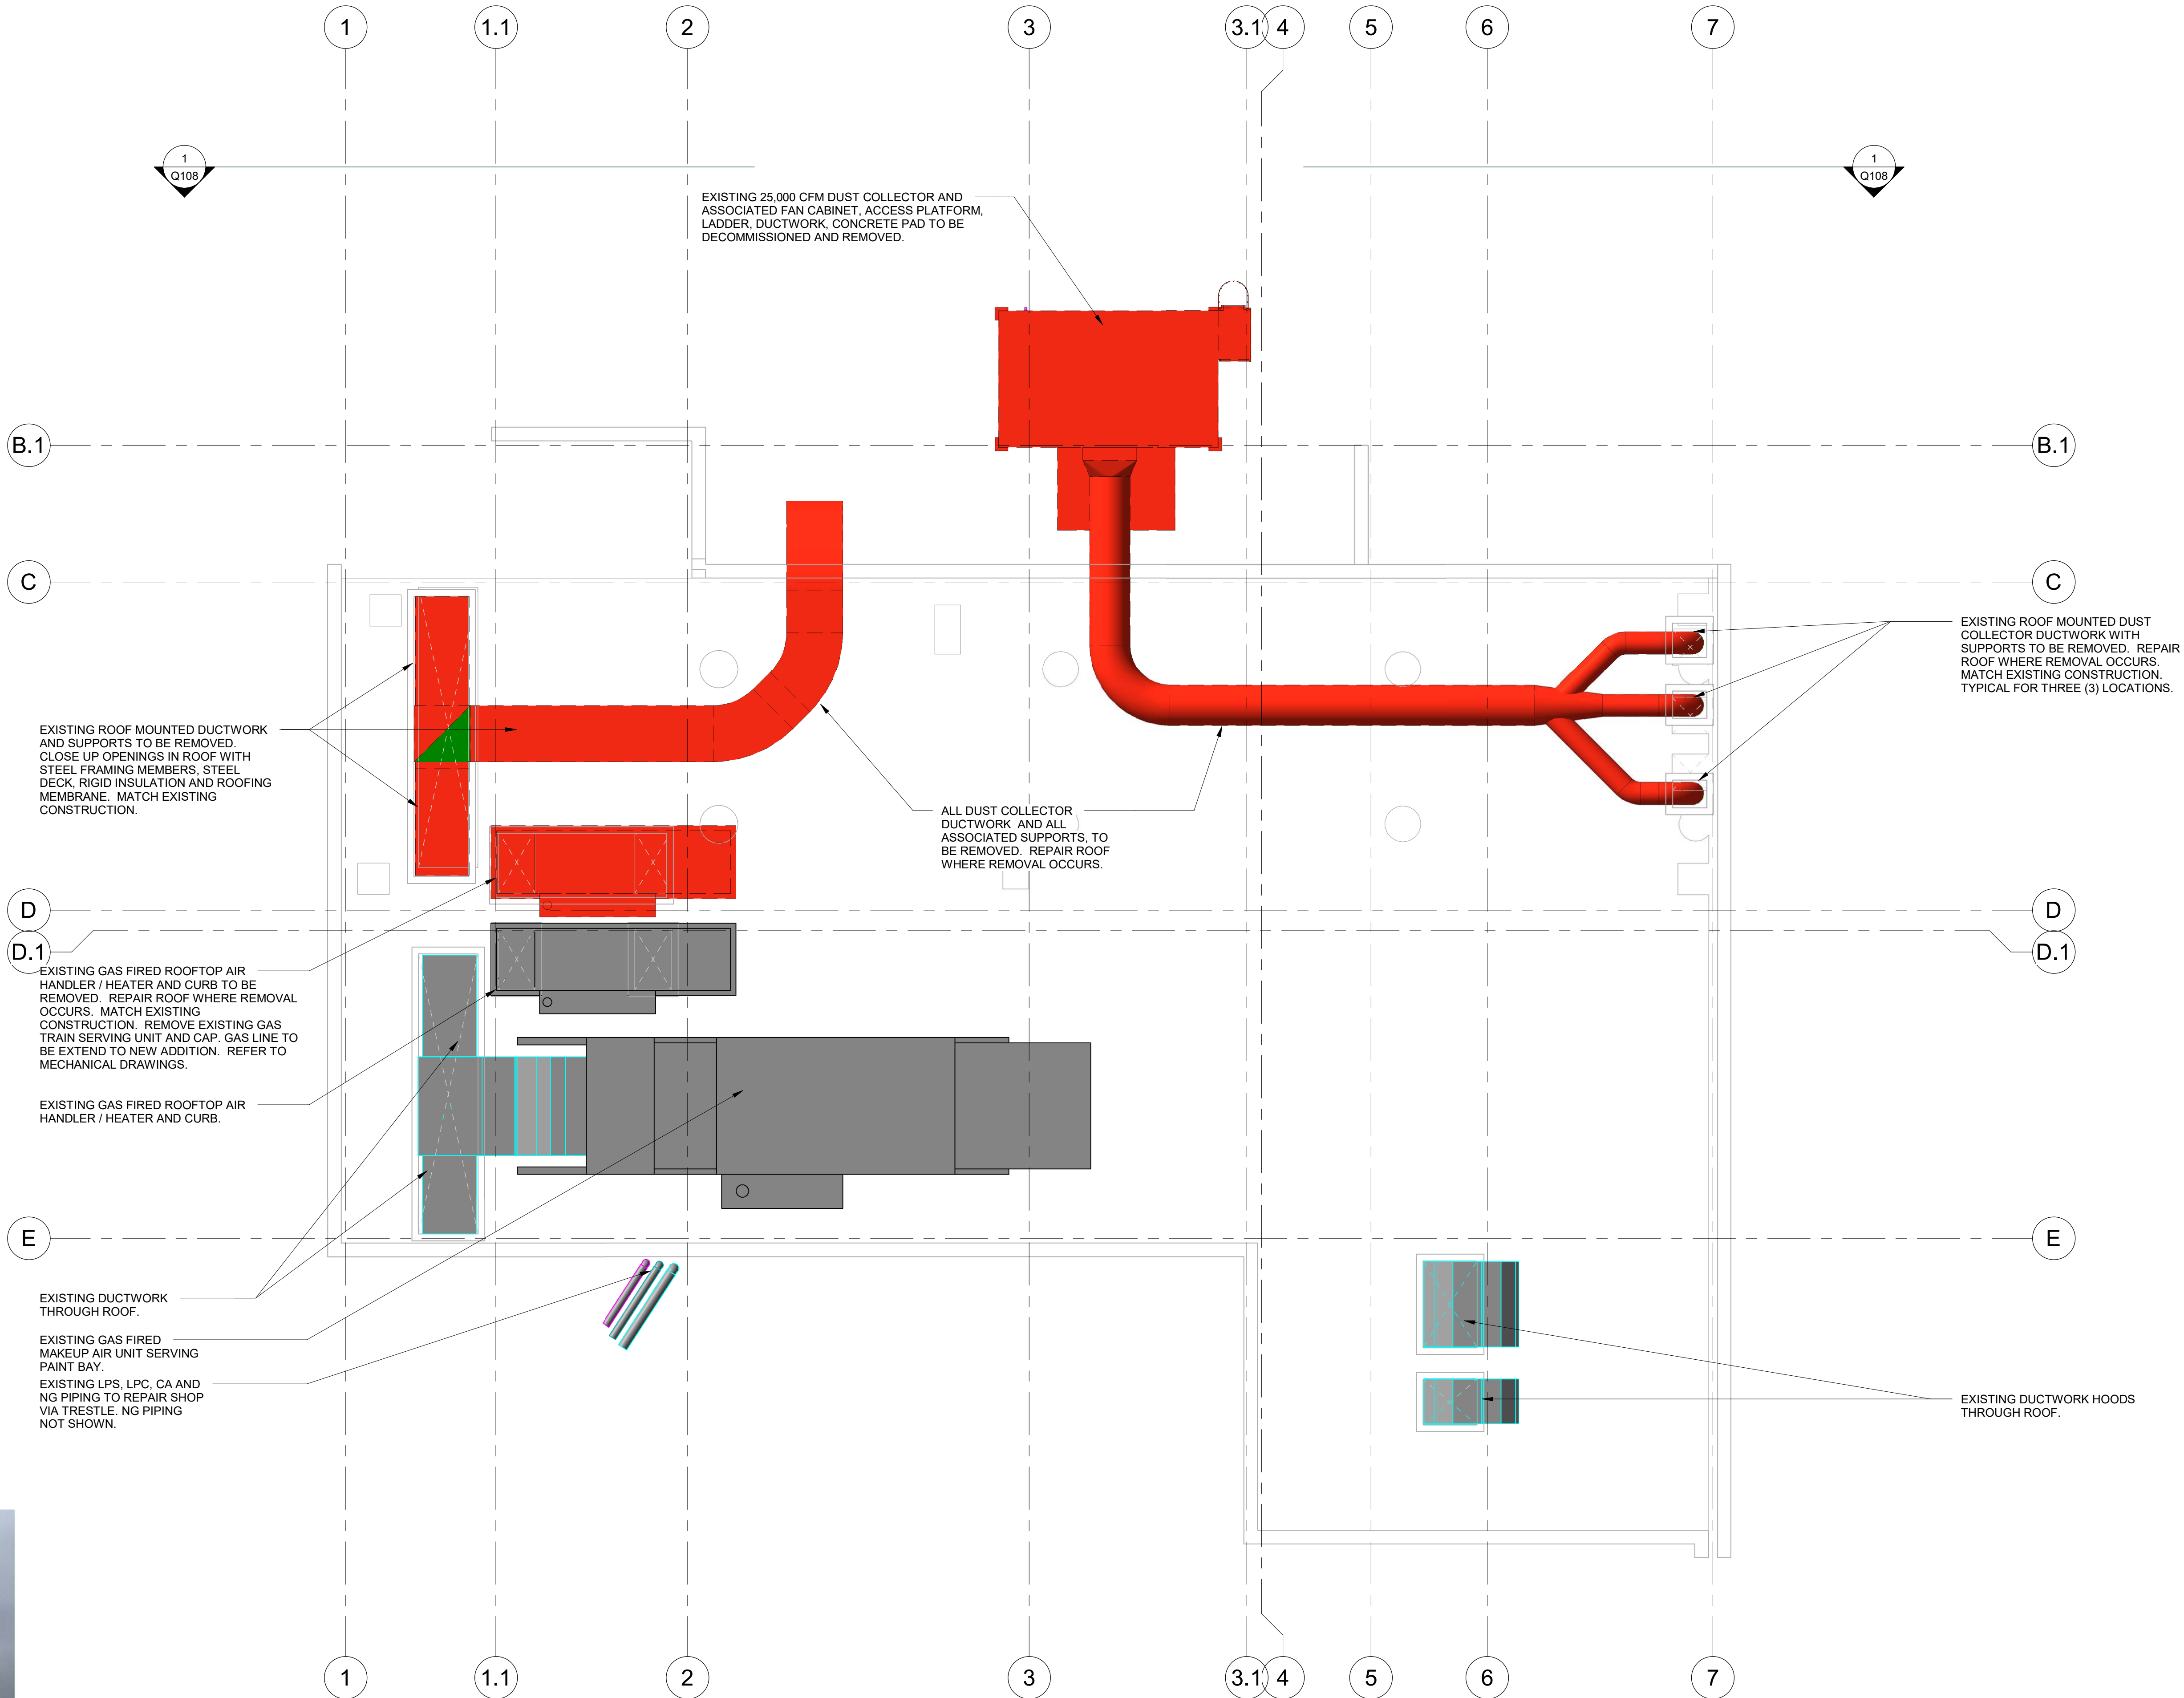 1
1.1
2
3
3.1
4
5
6
7
1
Q108
1
Q108
EXISTING 25,000 CFM DUST COLLECTOR AND
ASSOCIATED FAN CABINET, ACCESS PLATFORM,
LADDER, DUCTWORK, CONCRETE PAD TO BE
DECOMMISSIONED AND REMOVED.
B.1
B.1
C
C
EXISTING ROOF MOUNTED DUST
COLLECTOR DUCTWORK WITH
SUPPORTS TO BE REMOVED. REPAIR
ROOF WHERE REMOVAL OCCURS.
MATCH EXISTING CONSTRUCTION.
TYPICAL FOR THREE (3) LOCATIONS.
EXISTING ROOF MOUNTED DUCTWORK
AND SUPPORTS TO BE REMOVED.
CLOSE UP OPENINGS IN ROOF WITH
STEEL FRAMING MEMBERS, STEEL
DECK, RIGID INSULATION AND ROOFING
MEMBRANE. MATCH EXISTING
CONSTRUCTION.
ALL DUST COLLECTOR
DUCTWORK AND ALL
ASSOCIATED SUPPORTS, TO
BE REMOVED. REPAIR ROOF
WHERE REMOVAL OCCURS.
D
D
D.1
D.1
EXISTING GAS FIRED ROOFTOP AIR
HANDLER / HEATER AND CURB TO BE
REMOVED. REPAIR ROOF WHERE REMOVAL
OCCURS. MATCH EXISTING
CONSTRUCTION. REMOVE EXISTING GAS
TRAIN SERVING UNIT AND CAP. GAS LINE TO
BE EXTEND TO NEW ADDITION. REFER TO
MECHANICAL DRAWINGS.
EXISTING GAS FIRED ROOFTOP AIR
HANDLER / HEATER AND CURB.
E
E
EXISTING DUCTWORK
THROUGH ROOF.
EXISTING GAS FIRED
MAKEUP AIR UNIT SERVING
PAINT BAY.
EXISTING LPS, LPC, CA AND
NG PIPING TO REPAIR SHOP
VIA TRESTLE. NG PIPING
NOT SHOWN.
EXISTING DUCTWORK HOODS
THROUGH ROOF.
1
1.1
2
3
3.1
4
5
6
7